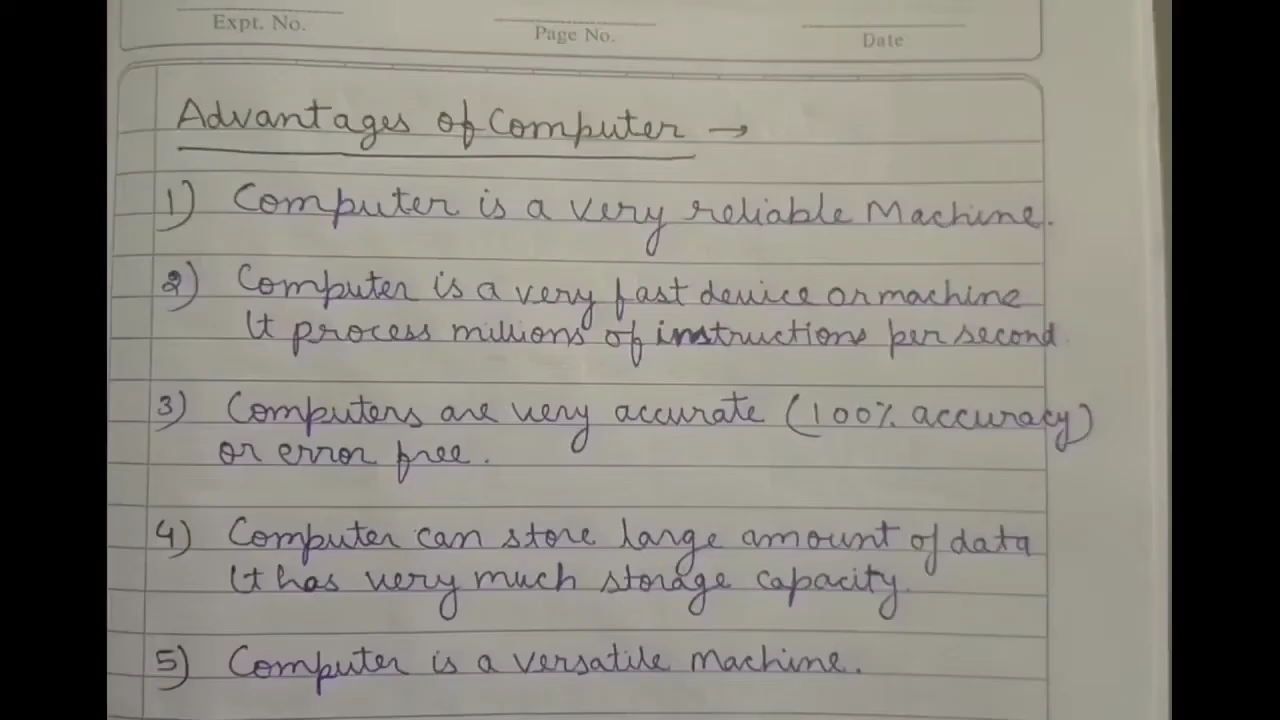 Expt. No.
Page No.
Date
Advantages of Computer →
1) Computer is a very reliable Machine.
2) Computer is a very fast device or machine
It process millions of instructions per second.
3) Computers are very accurate (100% accuracy)
or error free.
4) Computer can store large amount of data
It has very much storage capacity.
5) Computer is a versatile Machine.